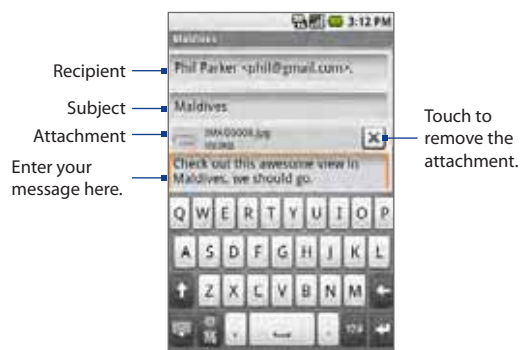 3:12 PM
Maldives
Recipient
Phil Parker <phil@gmail.com>,
Subject
Maldives
Attachment
.jpg
Touch to
remove the
attachment.
Enter your
message here.
Check out this awesome view in
Maldives, we should go.
Q W E R T Y U I O P
A S D F G H J K L
Z X C V B N M
, .